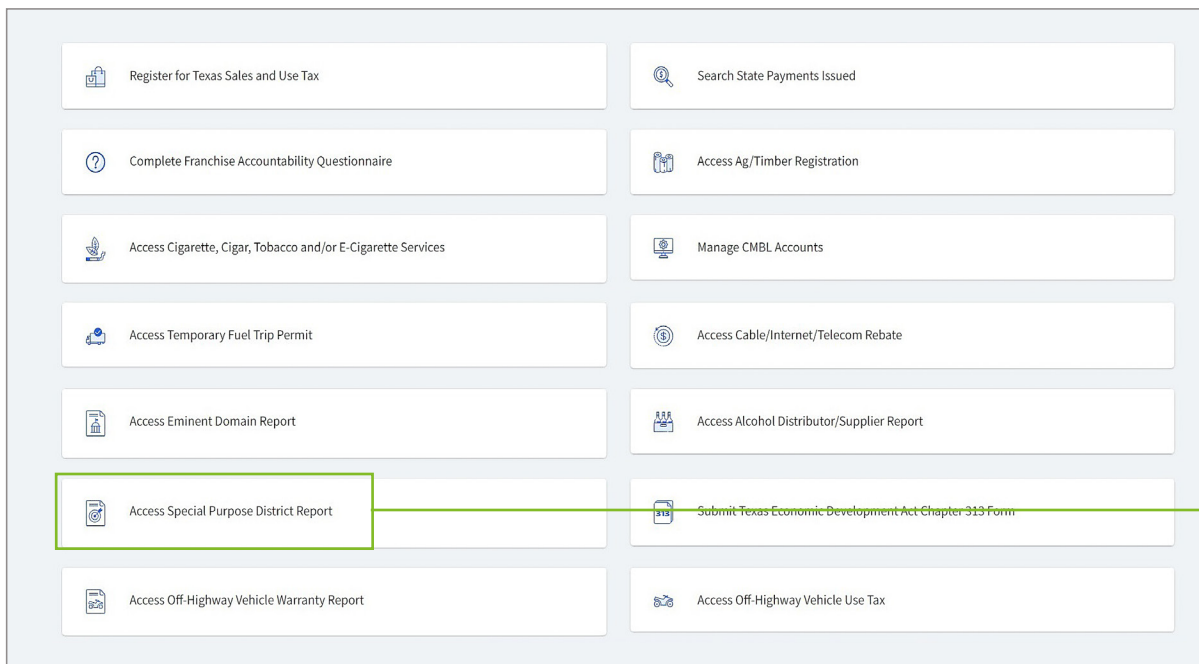 Register for Texas Sales and Use Tax
Search State Payments Issued
Complete Franchise Accountability Questionnaire
Access Ag/Timber Registration
Access Cigarette, Cigar, Tobacco and/or E-Cigarette Services
Manage CMBL Accounts
Access Temporary Fuel Trip Permit
Access Cable/Internet/Telecom Rebate
Access Eminent Domain Report
Access Alcohol Distributor/Supplier Report
Access Special Purpose District Report
313
Submit Texas Economic Development Act Chapter 313 Form
Access Off-Highway Vehicle Warranty Report
Access Off-Highway Vehicle Use Tax